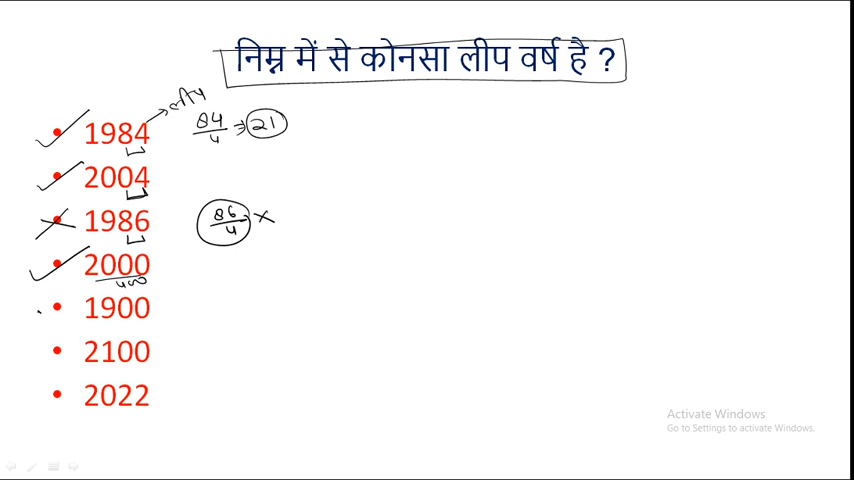 निम्न में से कोनसा लीप वर्ष है ?
• 1984 → लीप 84/4 ⇒ 21
• 2004
• 1986 86/4 ×
• 2000
400
• 1900
• 2100
• 2022
Activate Windows
Go to Settings to activate Windows.